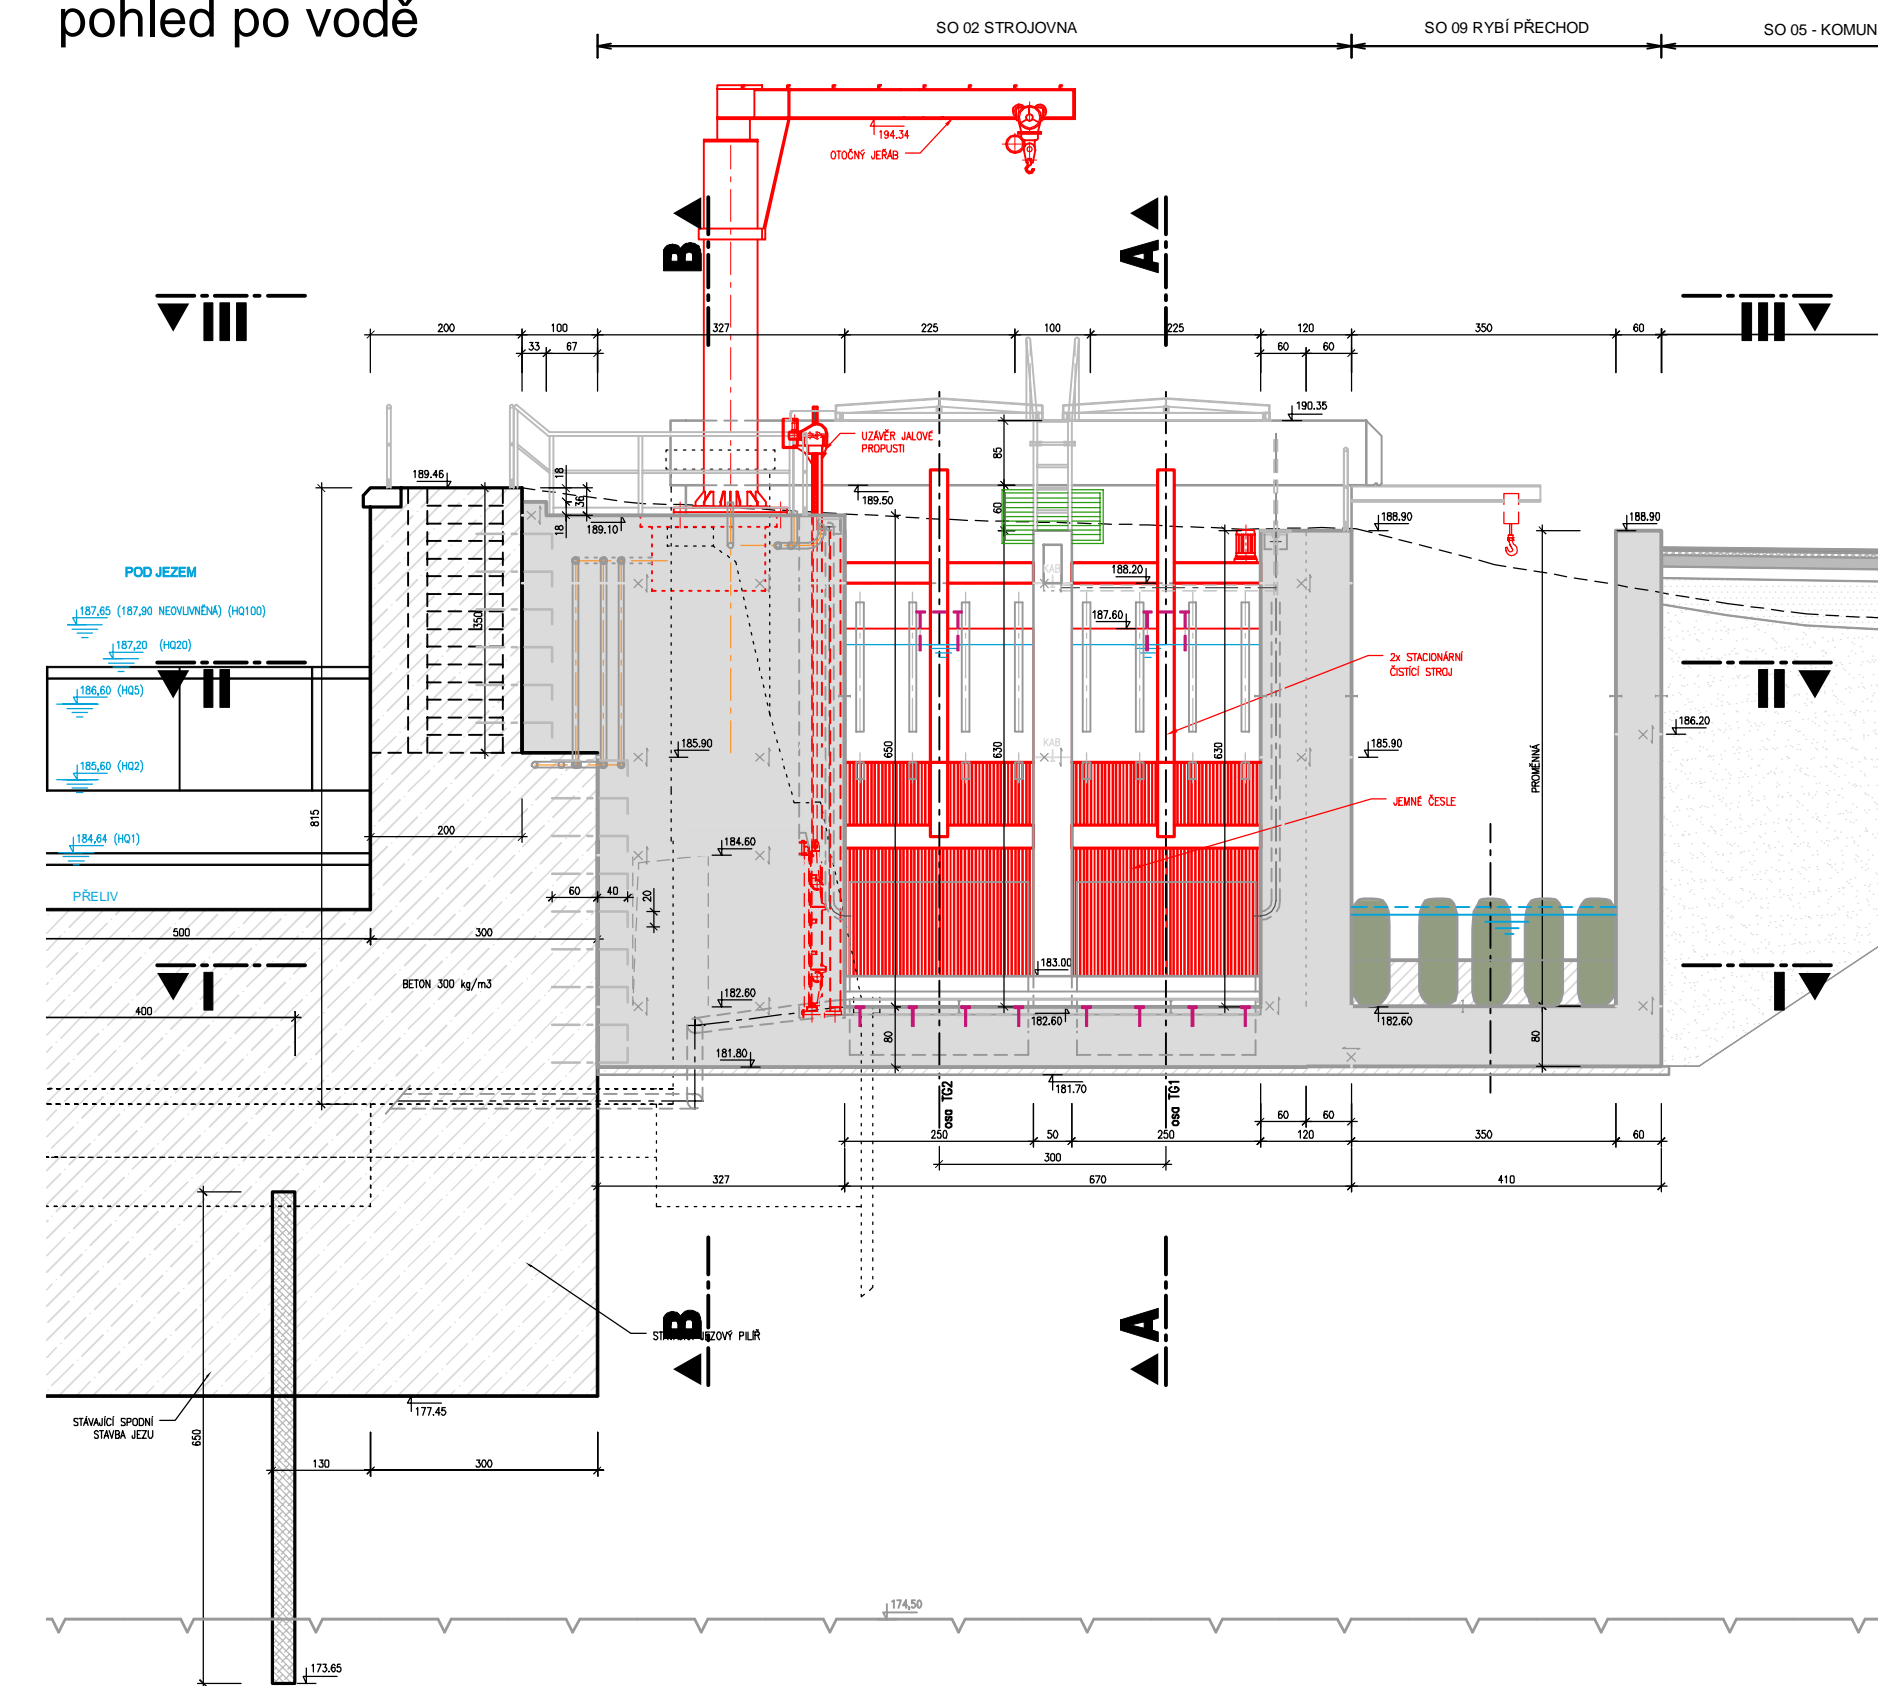 pohled po vodě
SO 02 STROJOVNA
SO 09 RYBÍ PŘECHOD
SO 05 - KOMUN
194.34
OTOČNÝ JEŘÁB
B
A
III
III
200
100
327
225
100
225
120
350
60
33
67
60
60
190.35
UZÁVĚR JALOVÉ
PROPUSTI
189.46
18
1
36
18
85
60
189.50
189.10
188.90
188.90
POD JEZEM
187,65 (187,90 NEOVLIVNĚNÁ) (HQ100)
187,20 (HQ20)
186,60 (HQ5)
185,60 (HQ2)
184,64 (HQ1)
PŘELIV
350
KAB
188.20
187.60
2x STACIONÁRNÍ
ČISTÍCÍ STROJ
II
II
186.20
185.90
KAB
185.90
650
630
630
PROMĚNNÁ
JEMNÉ ČESLE
815
200
184.60
60
40
20
500
300
BETON 300 kg/m3
183.00
I
I
400
182.60
182.60
182.60
80
80
181.80
181.70
osa TG2
osa TG1
60
60
250
50
250
120
350
60
300
327
670
410
B
A
JEZOVÝ PILÍŘ
177.45
STÁVAJÍCÍ SPODNÍ
STAVBA JEZU
650
130
300
174,50
173.65